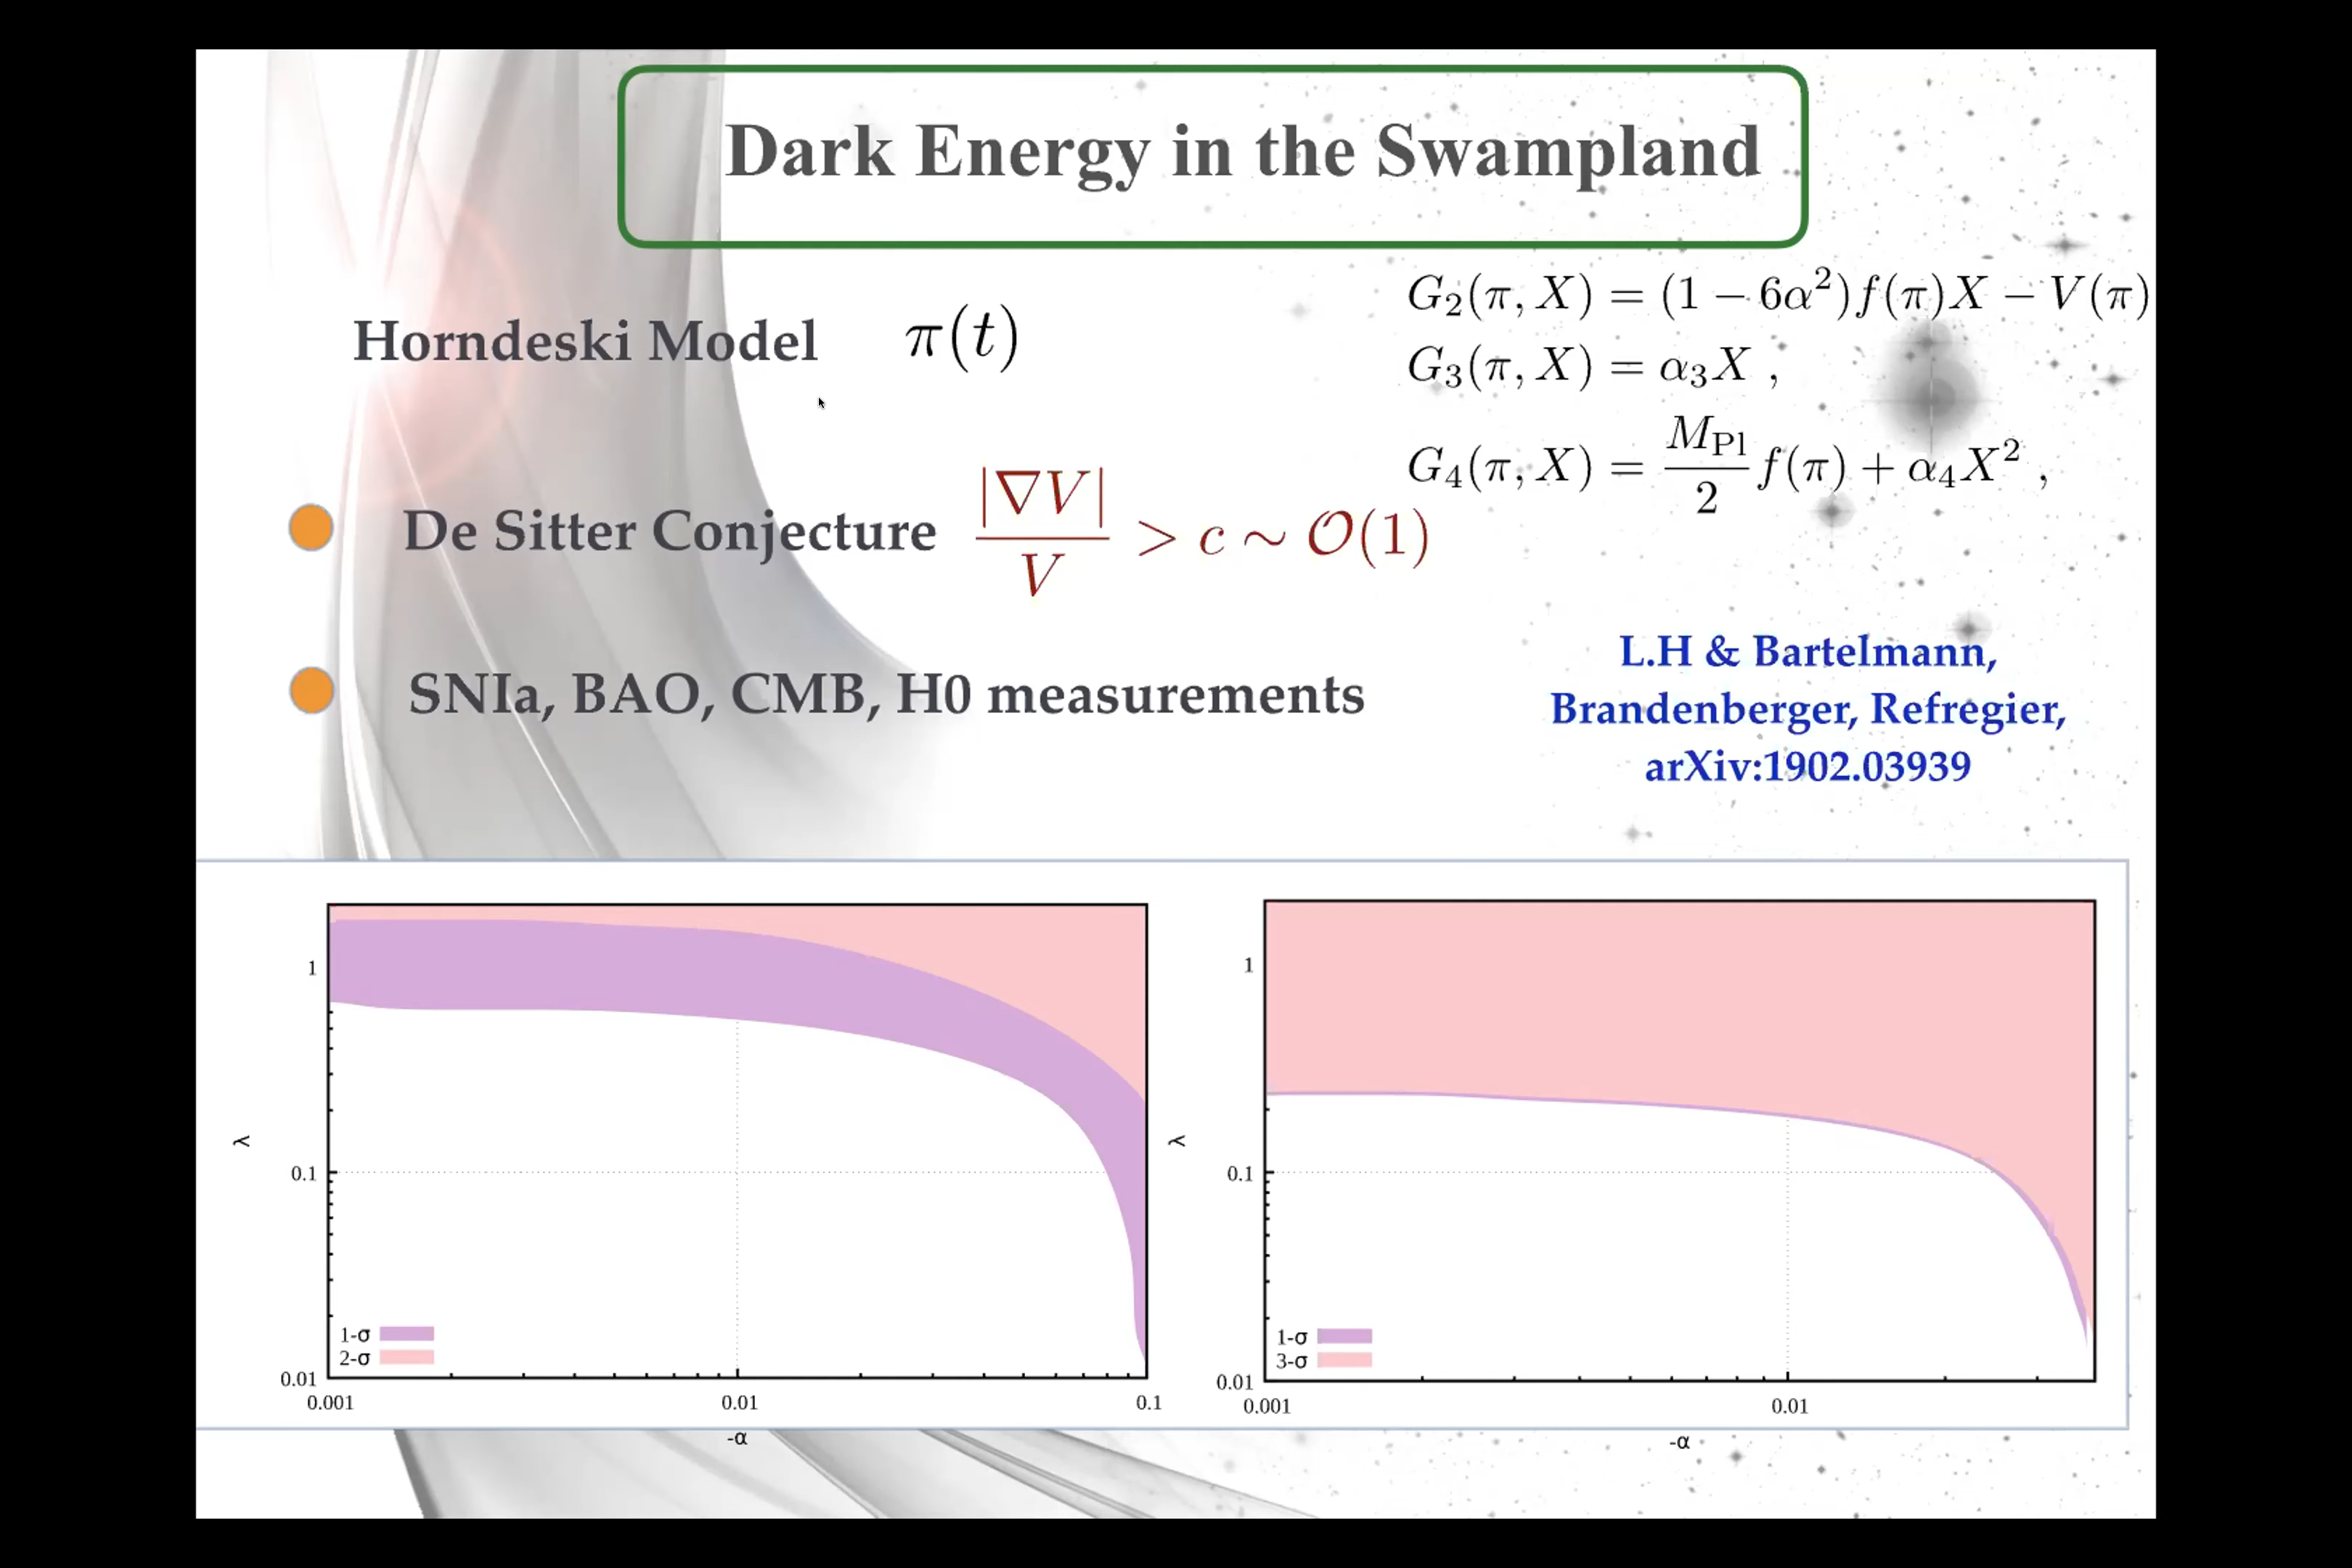 Dark Energy in the Swampland
Horndeski Model π(t)
G₂(π, X) = (1 − 6α²)f(π)X − V(π)
G₃(π, X) = α₃X ,
G₄(π, X) = M_Pl/2 f(π) + α₄X² ,
De Sitter Conjecture |∇V|/V > c ∼ 𝒪(1)
SNIa, BAO, CMB, H0 measurements
L.H & Bartelmann,
Brandenberger, Refregier,
arXiv:1902.03939
1
λ
0.1
1-σ
2-σ
0.01
0.001 0.01 0.1
-α
1
λ
0.1
1-σ
3-σ
0.01
0.001 0.01
-α